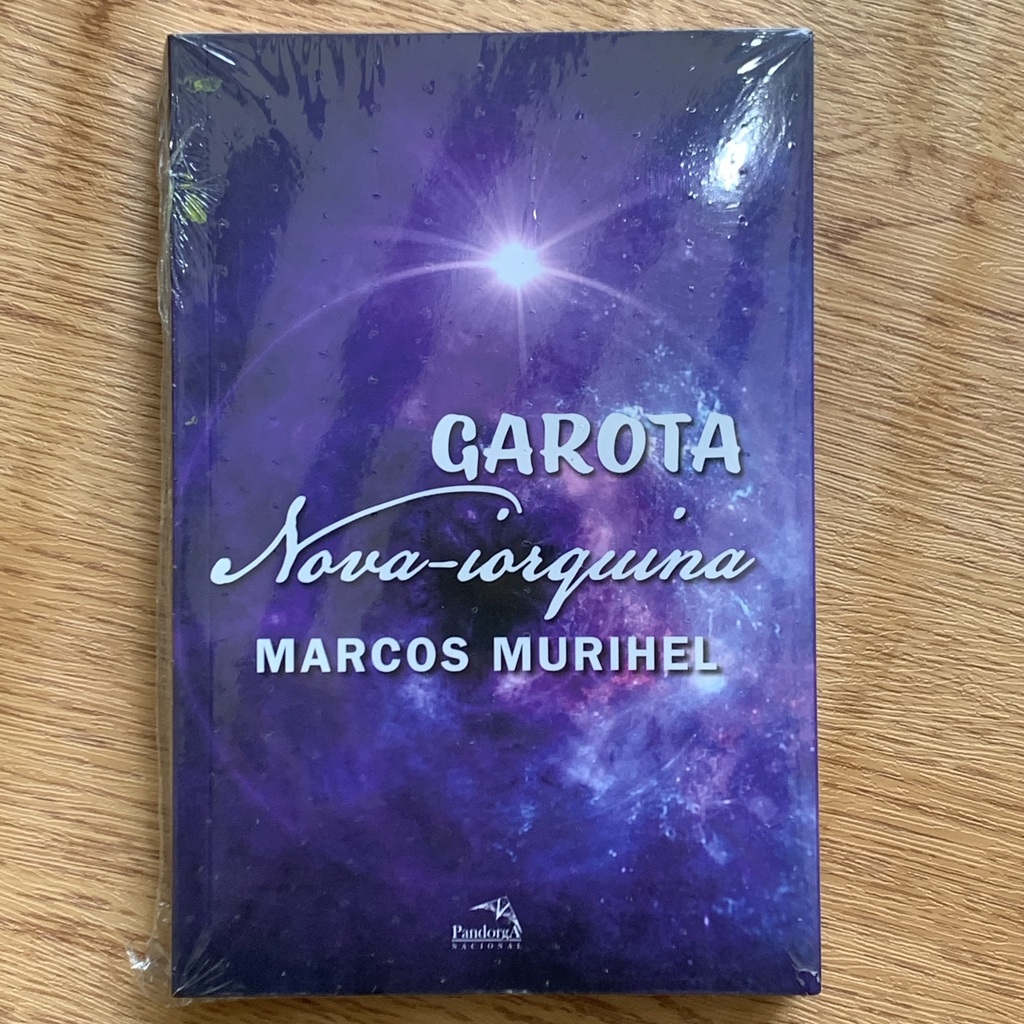 GAROTA
Nova-iorquina
MARCOS MURIHEL
PandorgA
NACIONAL